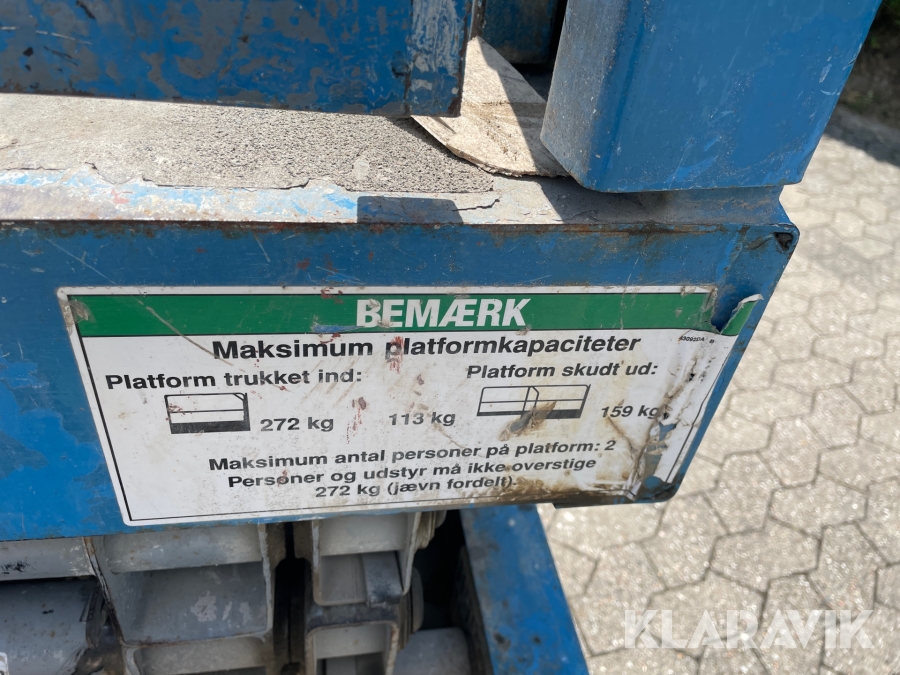 BEMÆRK
Maksimum platformkapaciteter
Platform trukket ind: Platform skudt ud:
272 kg 113 kg 159 kg
Maksimum antal personer på platform: 2
Personer og udstyr må ikke overstige
272 kg (jævn fordelt).
KLARAVIK